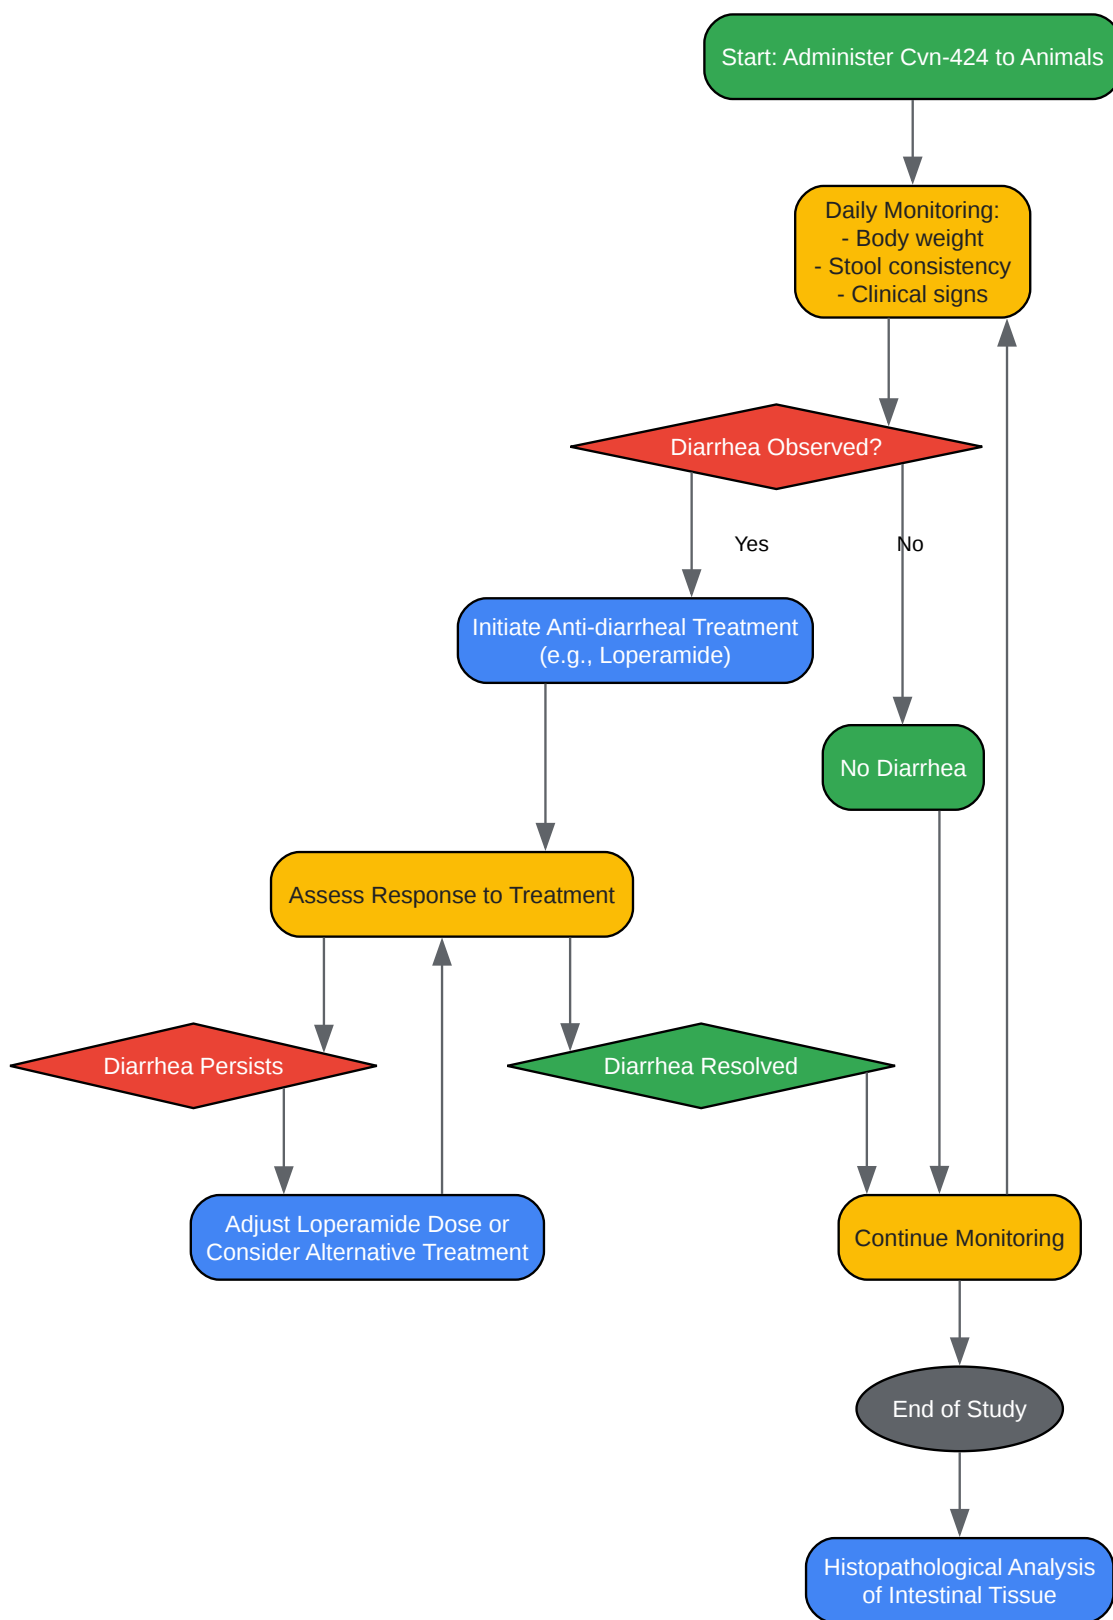 Start: Administer Cvn-424 to Animals
Daily Monitoring:
- Body weight
- Stool consistency
- Clinical signs
Diarrhea Observed?
Yes
No
Initiate Anti-diarrheal Treatment
(e.g., Loperamide)
No Diarrhea
Assess Response to Treatment
Diarrhea Persists
Diarrhea Resolved
Adjust Loperamide Dose or
Consider Alternative Treatment
Continue Monitoring
End of Study
Histopathological Analysis
of Intestinal Tissue